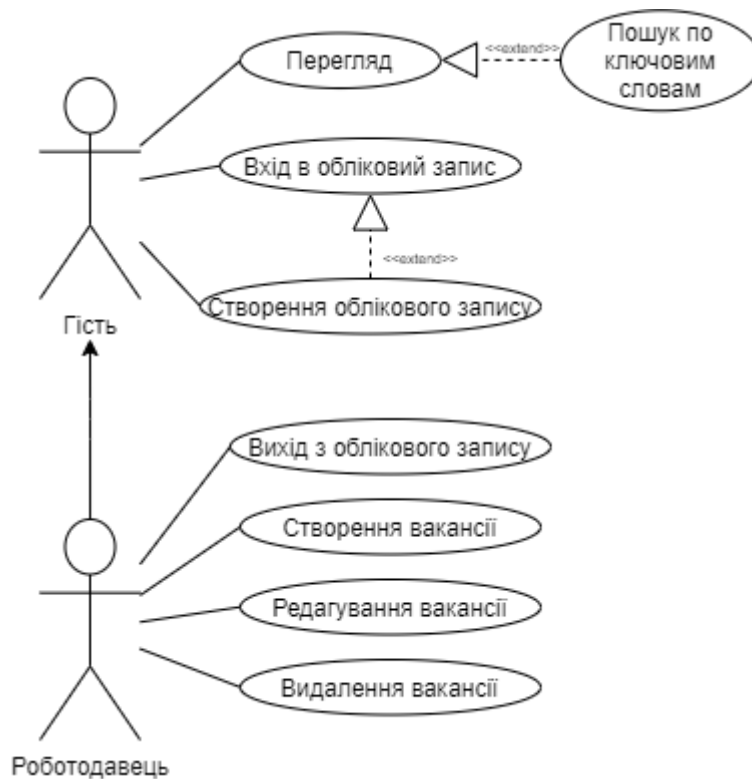 Перегляд
<<extend>>
Пошук по
ключовим
словам
Вхід в обліковий запис
<<extend>>
Створення облікового запису
Гість
Вихід з облікового запису
Створення вакансії
Редагування вакансії
Видалення вакансії
Роботодавець